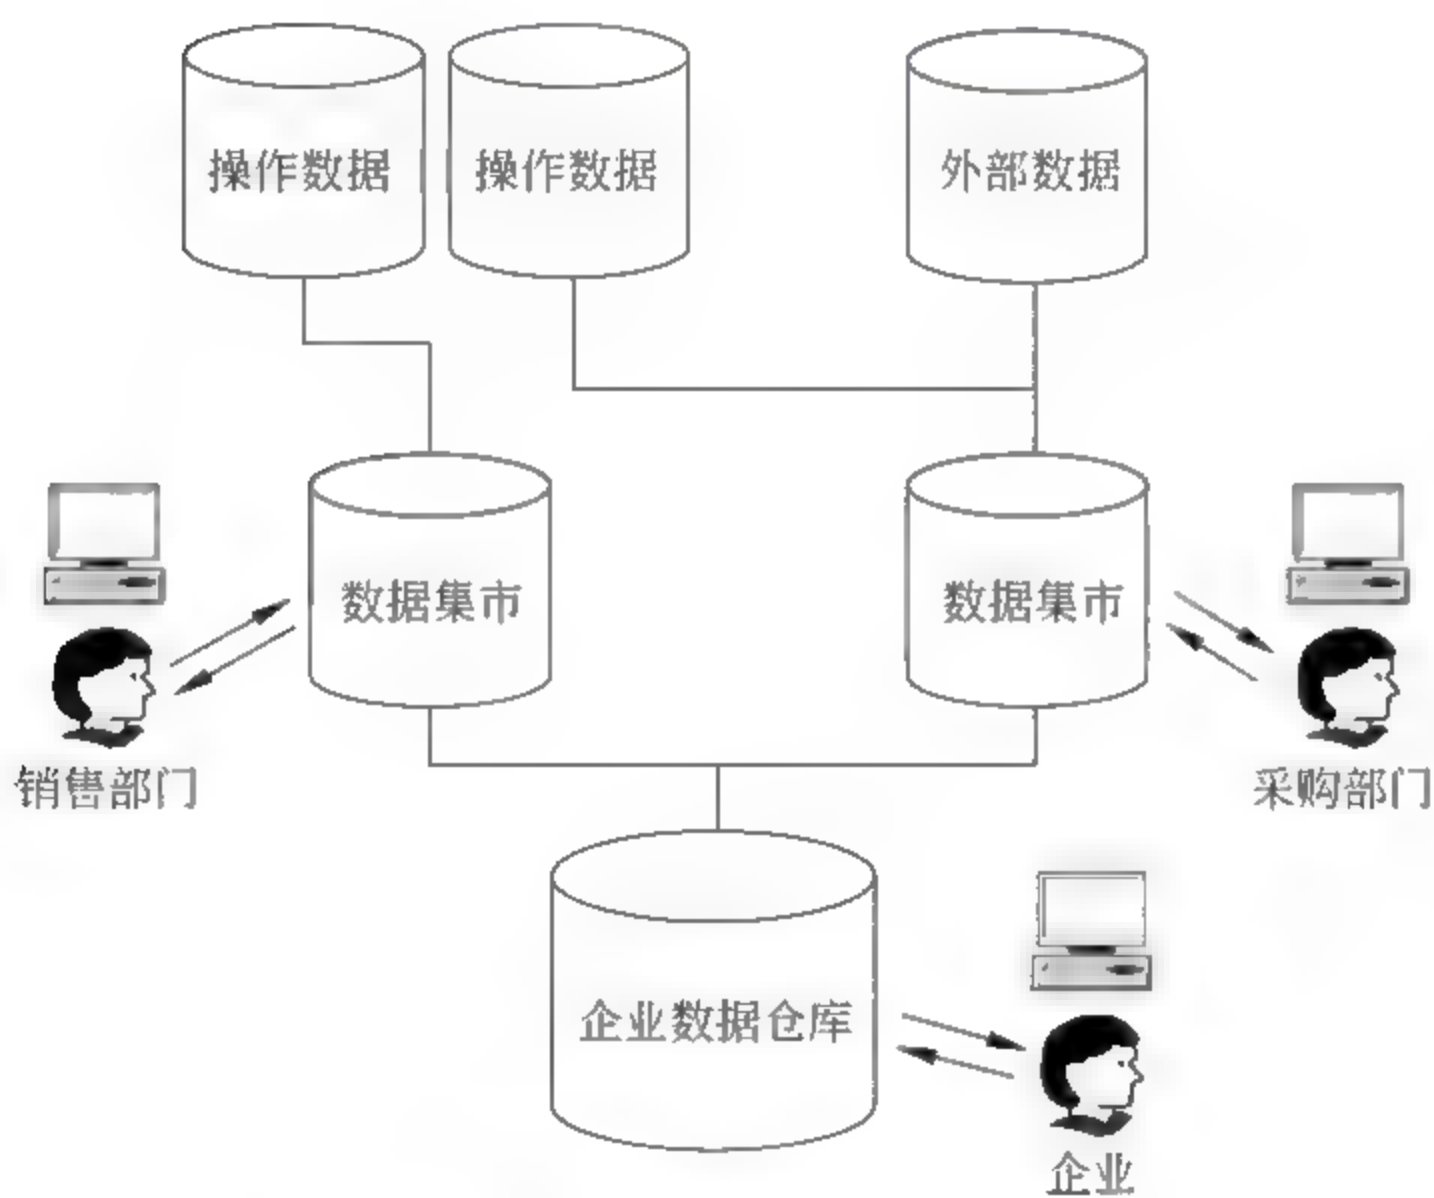 操作数据
操作数据
外部数据
数据集市
数据集市
销售部门
采购部门
企业数据仓库
企业